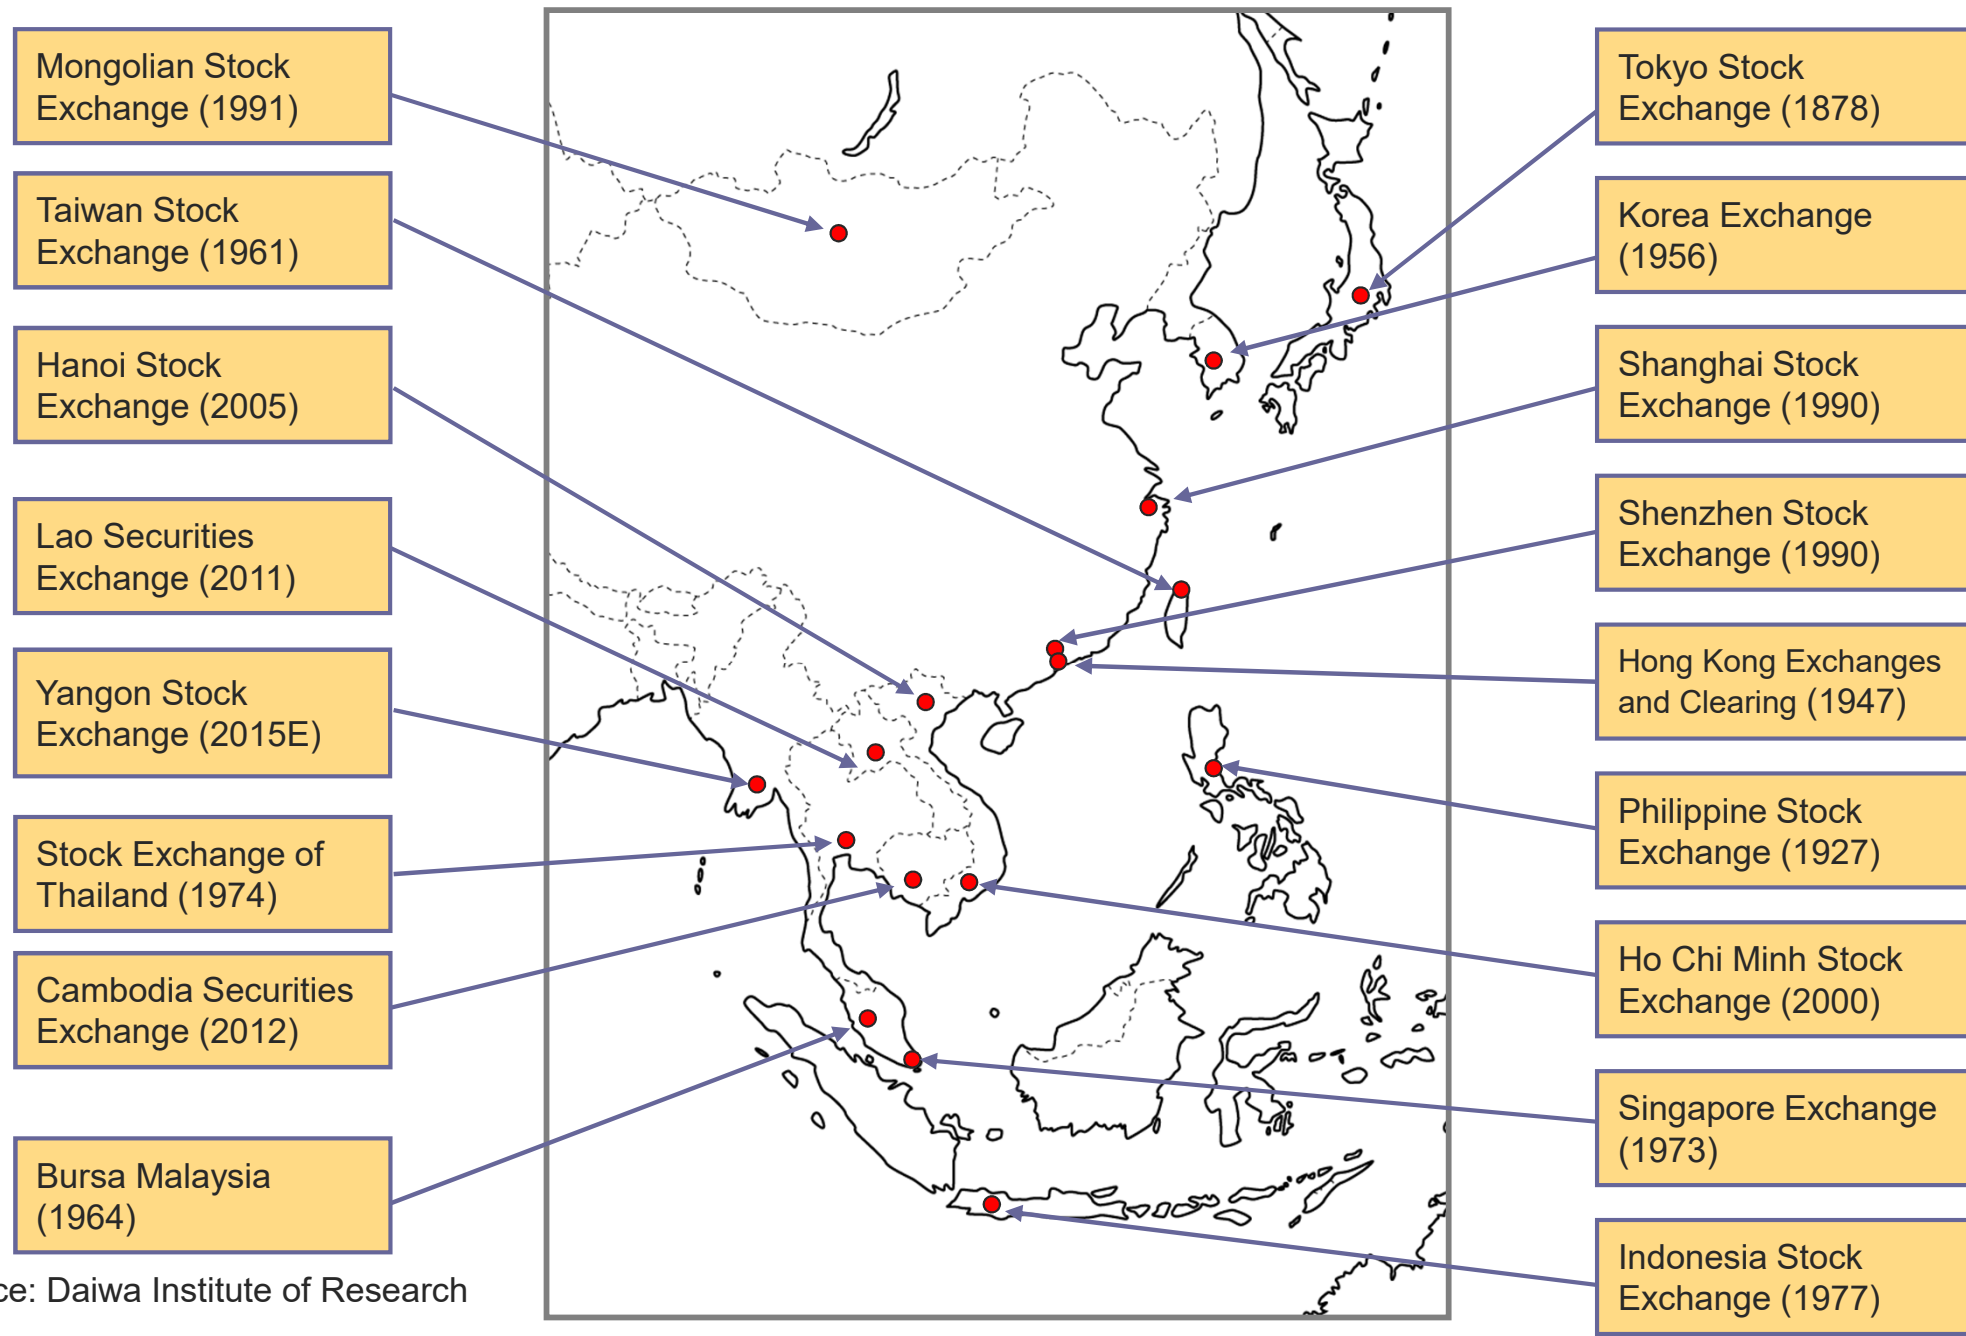 Mongolian Stock
Exchange (1991)
Taiwan Stock
Exchange (1961)
Hanoi Stock
Exchange (2005)
Lao Securities
Exchange (2011)
Yangon Stock
Exchange (2015E)
Stock Exchange of
Thailand (1974)
Cambodia Securities
Exchange (2012)
Bursa Malaysia
(1964)
ce: Daiwa Institute of Research
Tokyo Stock
Exchange (1878)
Korea Exchange
(1956)
Shanghai Stock
Exchange (1990)
Shenzhen Stock
Exchange (1990)
Hong Kong Exchanges
and Clearing (1947)
Philippine Stock
Exchange (1927)
Ho Chi Minh Stock
Exchange (2000)
Singapore Exchange
(1973)
Indonesia Stock
Exchange (1977)